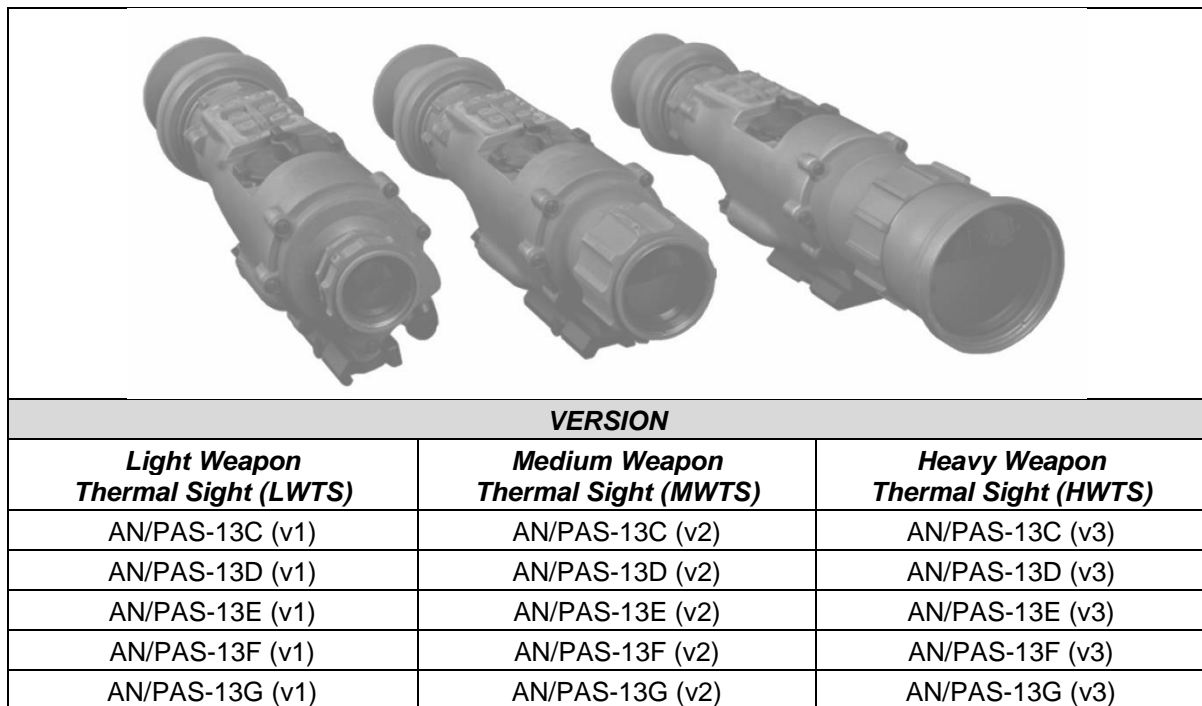 VERSION
Light Weapon
Thermal Sight (LWTS)
Medium Weapon
Thermal Sight (MWTS)
Heavy Weapon
Thermal Sight (HWTS)
AN/PAS-13C (v1)
AN/PAS-13C (v2)
AN/PAS-13C (v3)
AN/PAS-13D (v1)
AN/PAS-13D (v2)
AN/PAS-13D (v3)
AN/PAS-13E (v1)
AN/PAS-13E (v2)
AN/PAS-13E (v3)
AN/PAS-13F (v1)
AN/PAS-13F (v2)
AN/PAS-13F (v3)
AN/PAS-13G (v1)
AN/PAS-13G (v2)
AN/PAS-13G (v3)